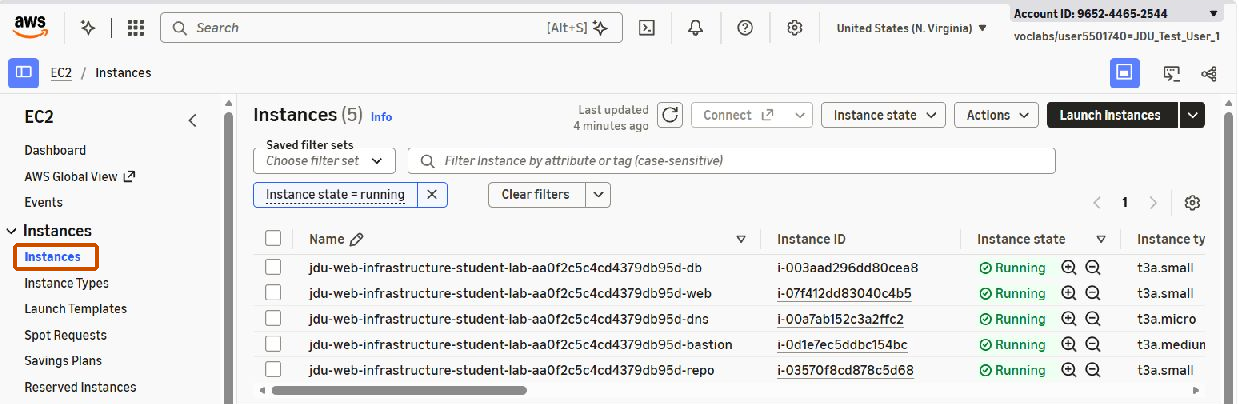 aws
Search [Alt+S]
United States (N. Virginia) ▼
Account ID: 9652-4465-2544 ▼
voclabs/user5501740=JDU_Test_User_1
EC2 / Instances
EC2
Dashboard
AWS Global View
Events
Instances
Instances
Instance Types
Launch Templates
Spot Requests
Savings Plans
Reserved Instances
Instances (5) Info
Last updated
4 minutes ago
Connect
Instance state
Actions
Launch instances
Saved filter sets
Choose filter set
Filter Instance by attribute or tag (case-sensitive)
Instance state = running
Clear filters
1
Name Instance ID Instance state Instance ty
jdu-web-infrastructure-student-lab-aa0f2c5c4cd4379db95d-db i-003aad296dd80cea8 Running t3a.small
jdu-web-infrastructure-student-lab-aa0f2c5c4cd4379db95d-web i-07f412dd83040c4b5 Running t3a.small
jdu-web-infrastructure-student-lab-aa0f2c5c4cd4379db95d-dns i-00a7ab152c3a2ffc2 Running t3a.micro
jdu-web-infrastructure-student-lab-aa0f2c5c4cd4379db95d-bastion i-0d1e7ec5ddbc154bc Running t3a.medium
jdu-web-infrastructure-student-lab-aa0f2c5c4cd4379db95d-repo i-03570f8cd878c5d68 Running t3a.small